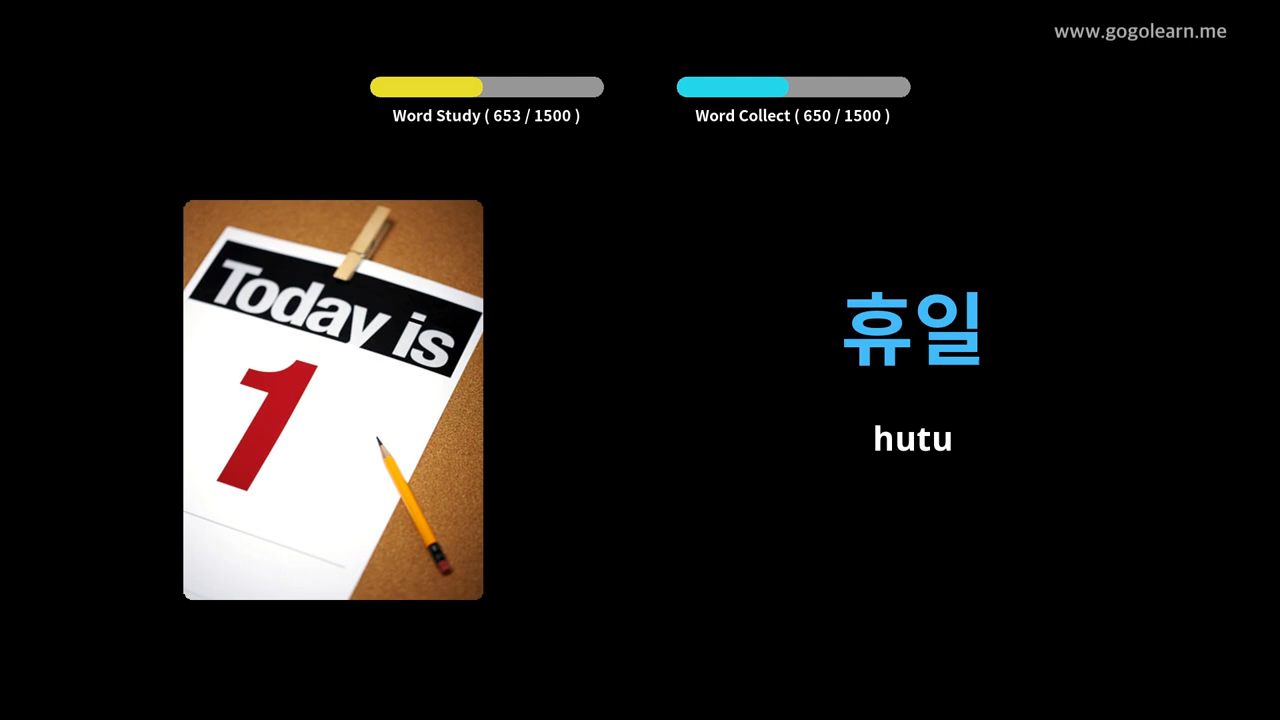 www.gogolearn.me
Word Study ( 653 / 1500 )
Word Collect ( 650 / 1500 )
Today is
1
휴일
hutu